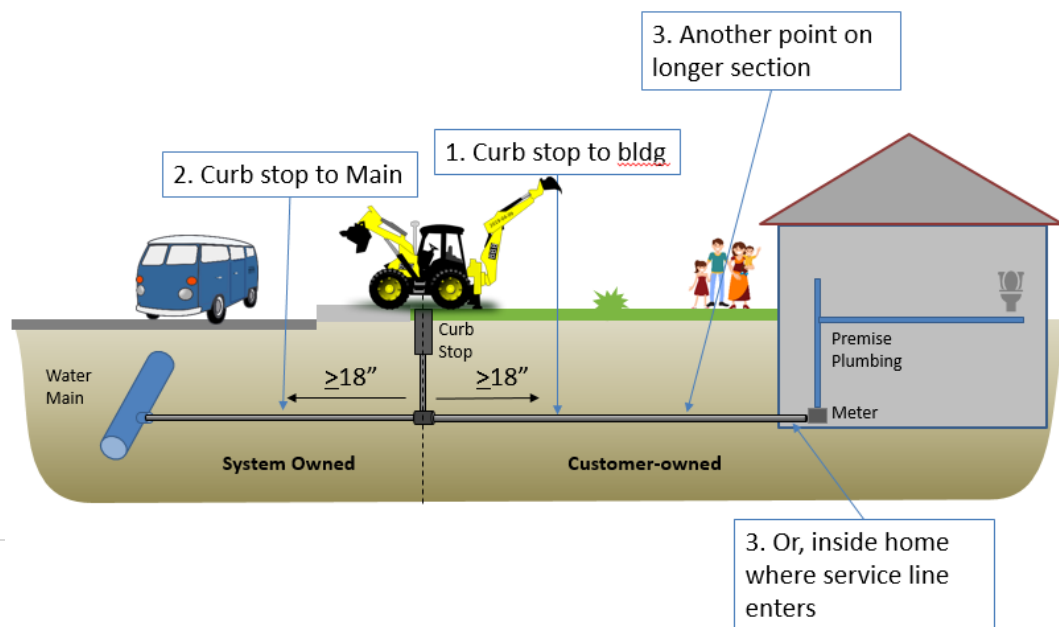 3. Another point on
longer section
1. Curb stop to bldg
2. Curb stop to Main
Curb
Stop
Premise
Plumbing
Water
Main
≥18”
≥18”
Meter
System Owned
Customer-owned
3. Or, inside home
where service line
enters